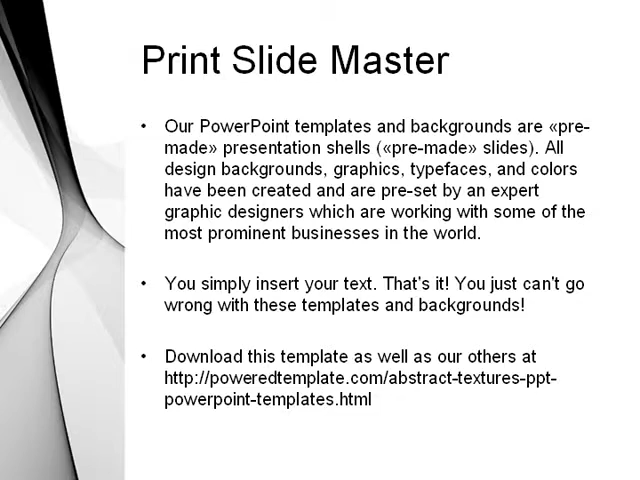 Print Slide Master
• Our PowerPoint templates and backgrounds are «pre-
made» presentation shells («pre-made» slides). All
design backgrounds, graphics, typefaces, and colors
have been created and are pre-set by an expert
graphic designers which are working with some of the
most prominent businesses in the world.
• You simply insert your text. That's it! You just can't go
wrong with these templates and backgrounds!
• Download this template as well as our others at
http://poweredtemplate.com/abstract-textures-ppt-
powerpoint-templates.html